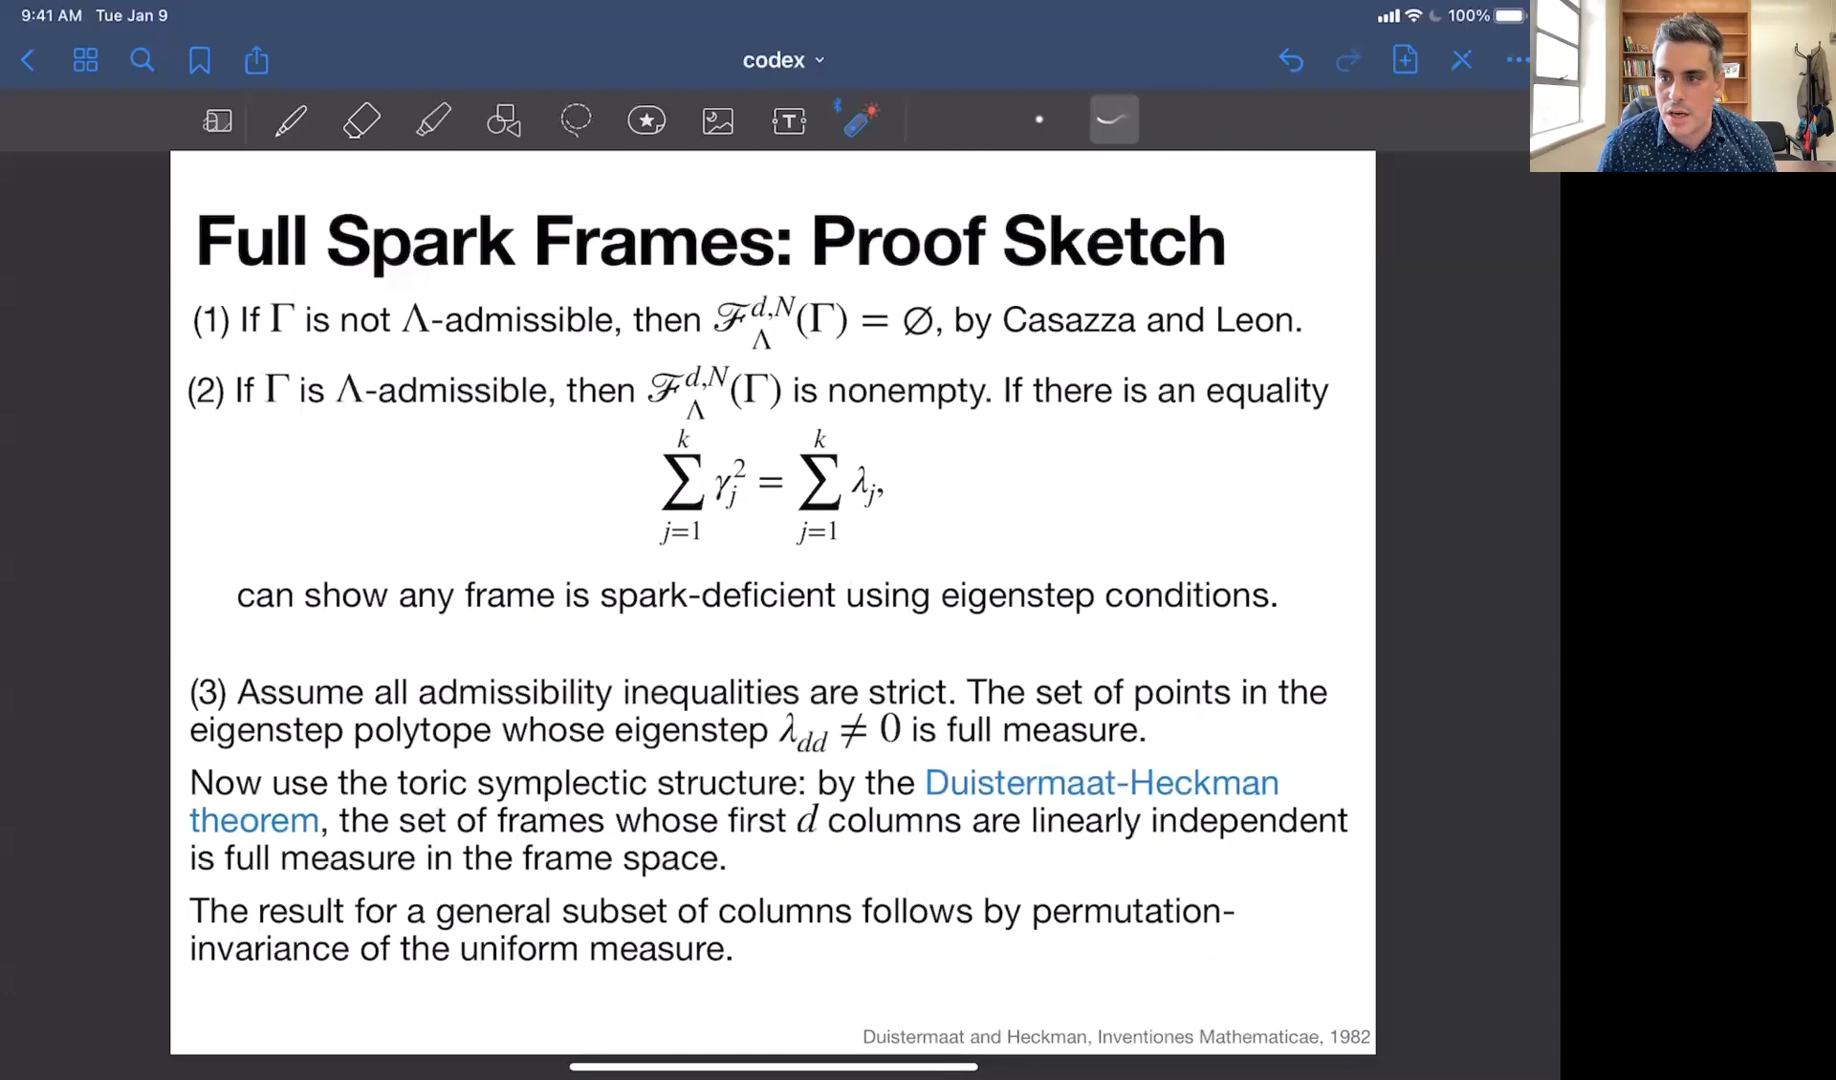 9:41 AM Tue Jan 9
100%
codex
T
Full Spark Frames: Proof Sketch
(1) If Γ is not Λ-admissible, then ℱ_Λ^{d,N}(Γ) = ∅, by Casazza and Leon.
(2) If Γ is Λ-admissible, then ℱ_Λ^{d,N}(Γ) is nonempty. If there is an equality
∑_{j=1}^{k} γ_j^2 = ∑_{j=1}^{k} λ_j,
can show any frame is spark-deficient using eigenstep conditions.
(3) Assume all admissibility inequalities are strict. The set of points in the
eigenstep polytope whose eigenstep λ_{dd} ≠ 0 is full measure.
Now use the toric symplectic structure: by the Duistermaat-Heckman
theorem, the set of frames whose first d columns are linearly independent
is full measure in the frame space.
The result for a general subset of columns follows by permutation-
invariance of the uniform measure.
Duistermaat and Heckman, Inventiones Mathematicae, 1982